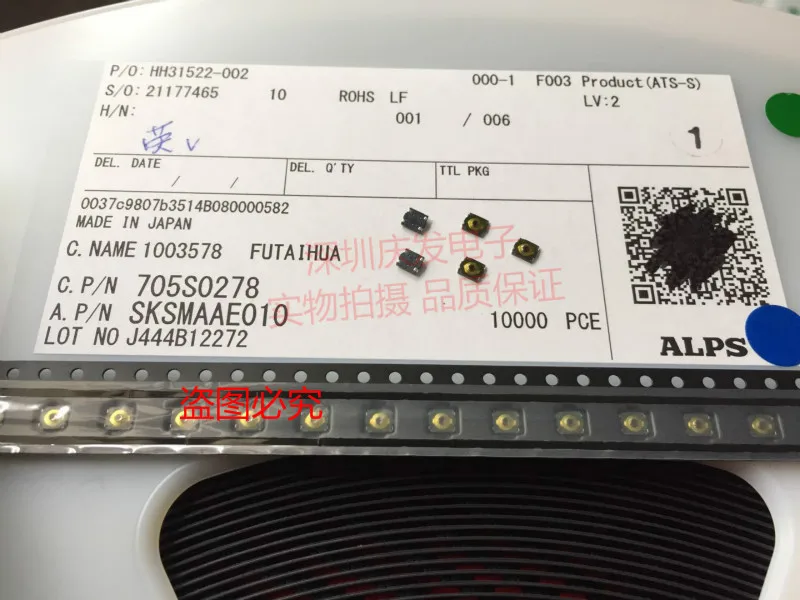 P/O: HH31522-002
000-1 F003 Product(ATS-S)
S/O: 21177465 10 ROHS LF LV:2
H/N: 001 / 006
英 v
1
DEL. DATE / / DEL. Q'TY TTL PKG
0037c9807b3514B080000582
MADE IN JAPAN
C. NAME 1003578 FUTAIHUA
深圳庆发电子
C. P/N 705S0278
实物拍摄 品质保证
A. P/N SKSMAAE010
10000 PCE
LOT NO J444B12272
ALPS
盗图必究